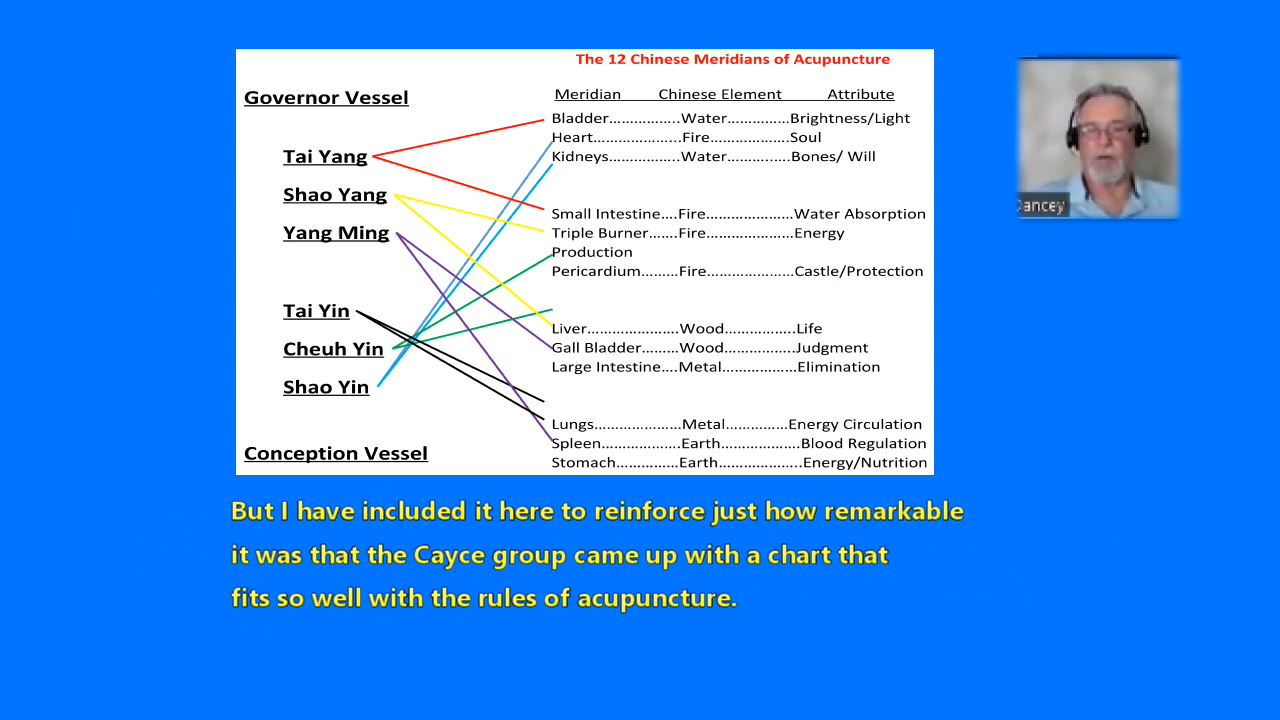 The 12 Chinese Meridians of Acupuncture
Governor Vessel
Meridian Chinese Element Attribute
Bladder……………..Water…………..Brightness/Light
Heart…………………Fire……………Soul
Tai Yang
Kidneys……………..Water…………..Bones/ Will
Shao Yang
Small Intestine....Fire………………….Water Absorption
Yang Ming
Triple Burner…….Fire………………….Energy
Production
Pericardium………Fire………………….Castle/Protection
Tai Yin
Liver………………….Wood……………..Life
Cheuh Yin
Gall Bladder………Wood……………..Judgment
Large Intestine....Metal………………Elimination
Shao Yin
Lungs…………………Metal……………Energy Circulation
Spleen……………….Earth……………….Blood Regulation
Conception Vessel
Stomach……………Earth………………..Energy/Nutrition
Dancey
But I have included it here to reinforce just how remarkable
it was that the Cayce group came up with a chart that
fits so well with the rules of acupuncture.